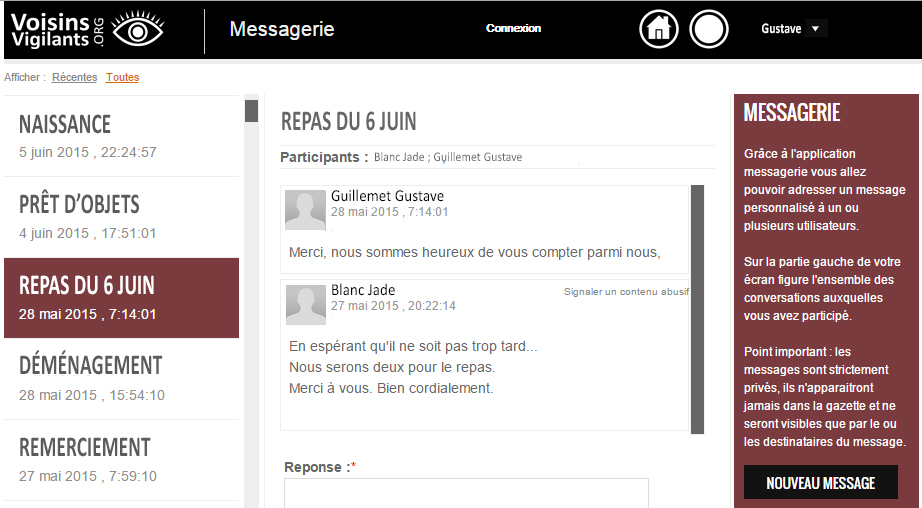 Voisins
Vigilants
.ORG
Messagerie
Connexion
Gustave
Afficher : Récentes Toutes
NAISSANCE
5 juin 2015 , 22:24:57
PRÊT D'OBJETS
4 juin 2015 , 17:51:01
REPAS DU 6 JUIN
28 mai 2015 , 7:14:01
DÉMÉNAGEMENT
28 mai 2015 , 15:54:10
REMERCIEMENT
27 mai 2015 , 7:59:10
REPAS DU 6 JUIN
Participants : Blanc Jade ; Guillemet Gustave
Guillemet Gustave
28 mai 2015 , 7:14:01
Merci, nous sommes heureux de vous compter parmi nous,
Blanc Jade
Signaler un contenu abusif
27 mai 2015 , 20:22:14
En espérant qu'il ne soit pas trop tard...
Nous serons deux pour le repas.
Merci à vous. Bien cordialement.
Reponse :*
MESSAGERIE
Grâce à l'application
messagerie vous allez
pouvoir adresser un message
personnalisé à un ou
plusieurs utilisateurs.
Sur la partie gauche de votre
écran figure l'ensemble des
conversations auxquelles
vous avez participé.
Point important : les
messages sont strictement
privés, ils n'apparaitront
jamais dans la gazette et ne
seront visibles que par le ou
les destinataires du message.
NOUVEAU MESSAGE